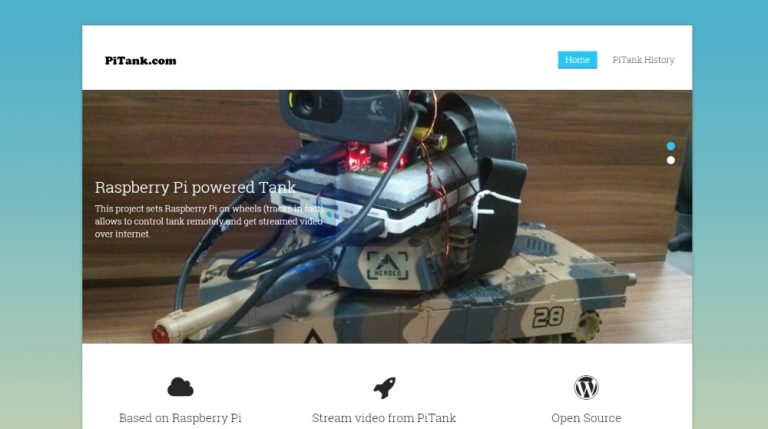 PiTank.com
Home
PiTank History
logitech
Raspberry Pi powered Tank
This project sets Raspberry Pi on wheels (tracks in fact),
allows to control tank remotely and get streamed video
over internet
HEROES
28
Based on Raspberry Pi
Stream video from PiTank
Open Source